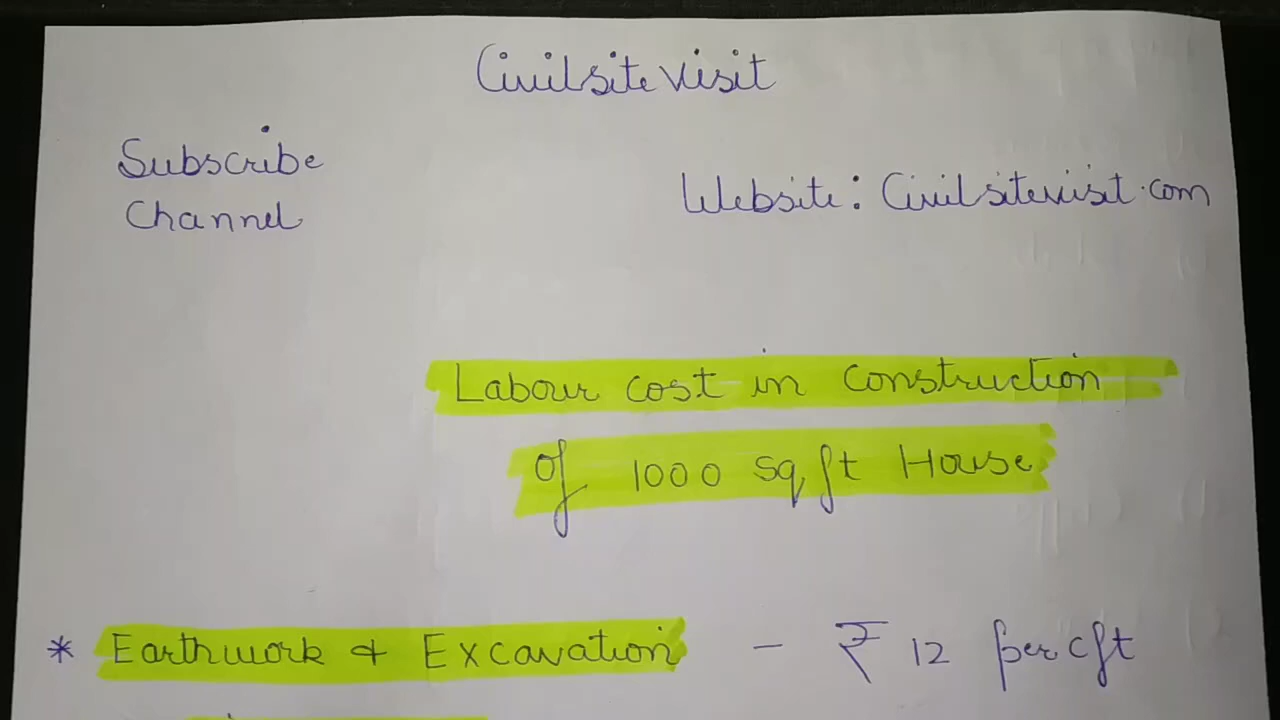 Civilsite visit
Subscribe
Channel
Website: Civilsitevisit.com
Labour cost in construction
of 1000 sqft House
* Earthwork & Excavation - ₹ 12 per cft